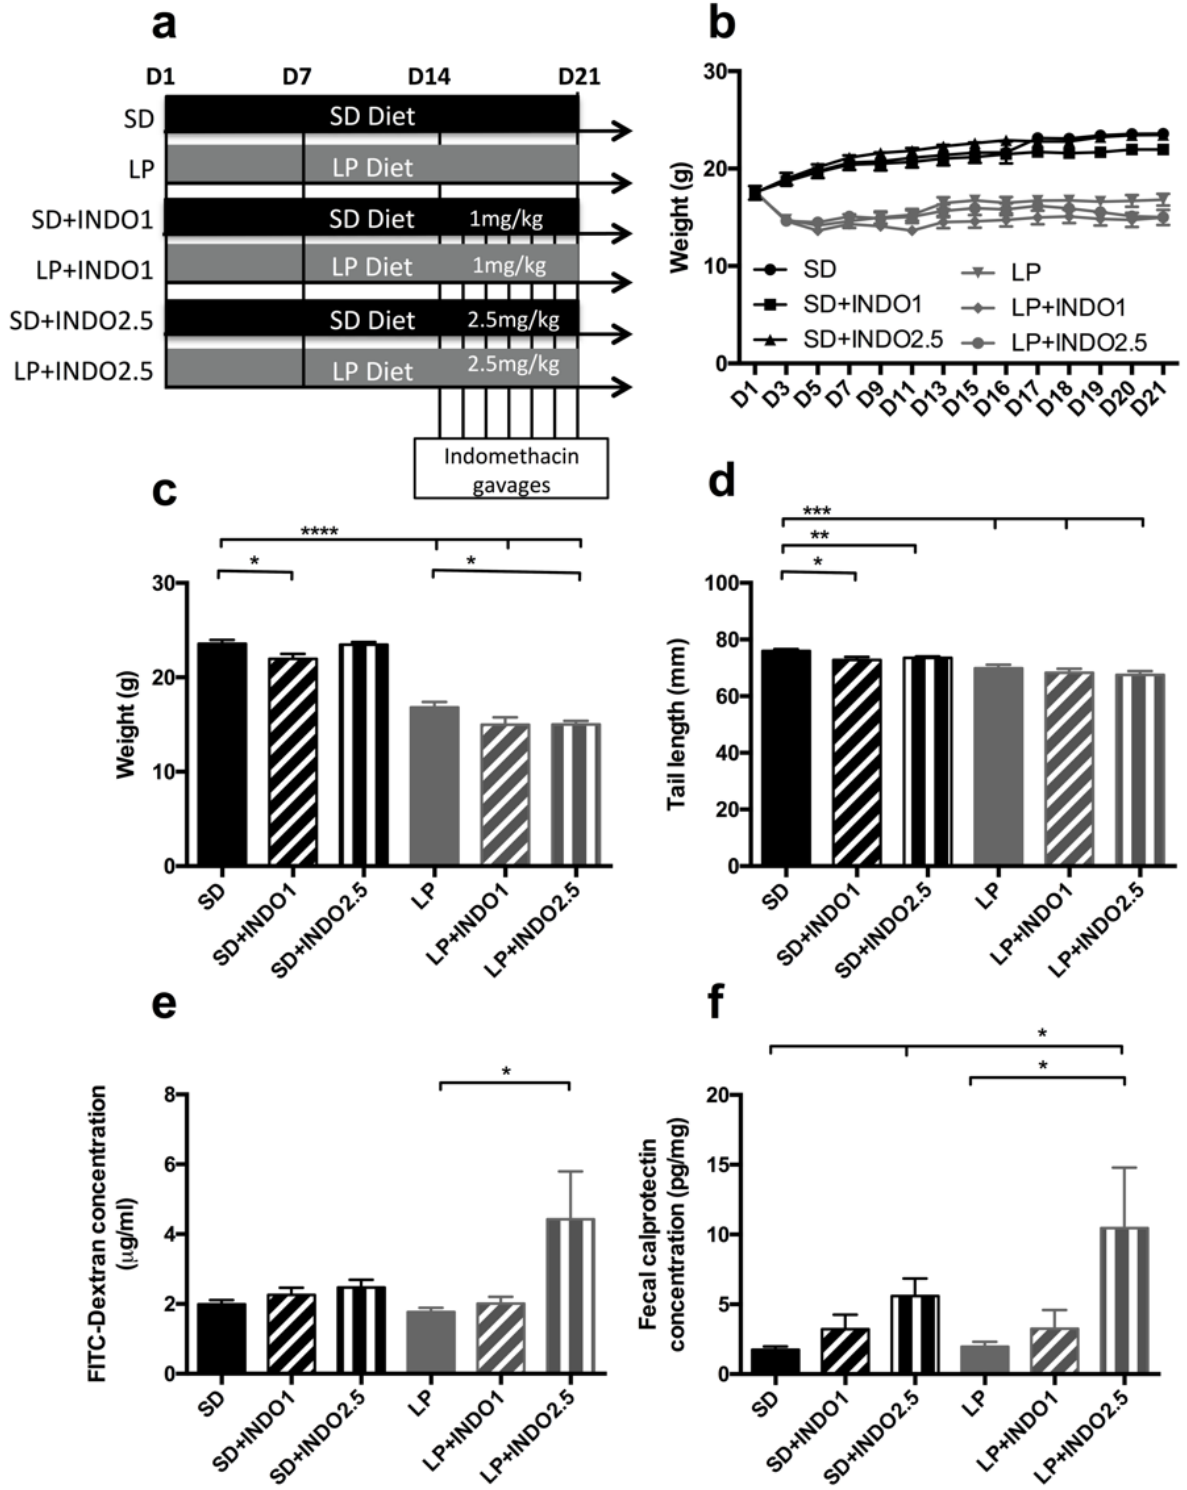 a
D1 D7 D14 D21
SD SD Diet
LP LP Diet
SD+INDO1 SD Diet 1mg/kg
LP+INDO1 LP Diet 1mg/kg
SD+INDO2.5 SD Diet 2.5mg/kg
LP+INDO2.5 LP Diet 2.5mg/kg
Indomethacin
gavages
b
Weight (g)
30
20
10
0
SD
SD+INDO1
SD+INDO2.5
LP
LP+INDO1
LP+INDO2.5
D1 D3 D5 D7 D9 D11 D13 D15 D16 D17 D18 D19 D20 D21
c
****
* *
Weight (g)
30
20
10
0
SD SD+INDO1 SD+INDO2.5 LP LP+INDO1 LP+INDO2.5
d
***
**
*
Tail length (mm)
100
80
60
40
20
0
SD SD+INDO1 SD+INDO2.5 LP LP+INDO1 LP+INDO2.5
e
*
FITC-Dextran concentration
(µg/ml)
8
6
4
2
0
SD SD+INDO1 SD+INDO2.5 LP LP+INDO1 LP+INDO2.5
f
*
*
Fecal calprotectin
concentration (pg/mg)
20
15
10
5
0
SD SD+INDO1 SD+INDO2.5 LP LP+INDO1 LP+INDO2.5